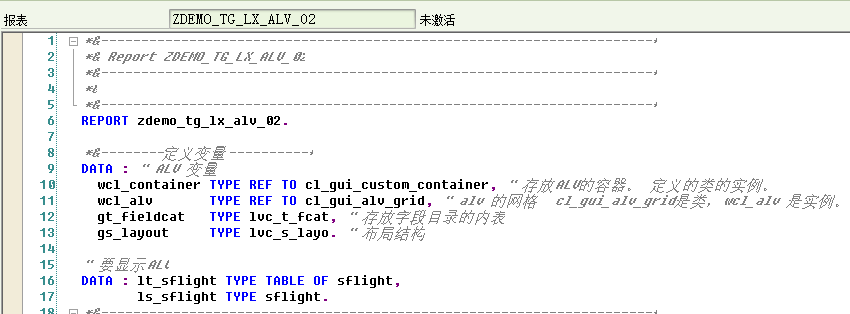 报表 ZDEMO_TG_LX_ALV_02 未激活
1 *&---------------------------------------------------------------------*
2 *& Report ZDEMO_TG_LX_ALV_02
3 *&---------------------------------------------------------------------*
4 *&
5 *&---------------------------------------------------------------------*
6 REPORT zdemo_tg_lx_alv_02.
7
8 *&---------定义变量-----------*
9 DATA : “ALV 变量
10 wcl_container TYPE REF TO cl_gui_custom_container, “存放ALV的容器。 定义的类的实例。
11 wcl_alv TYPE REF TO cl_gui_alv_grid, “alv 的网格 cl_gui_alv_grid是类, wcl_alv 是实例。
12 gt_fieldcat TYPE lvc_t_fcat, “存放字段目录的内表
13 gs_layout TYPE lvc_s_layo. “布局结构
14
15 “要显示ALV
16 DATA : lt_sflight TYPE TABLE OF sflight,
17 ls_sflight TYPE sflight.
18 *&---------------------------------------------------------------------*